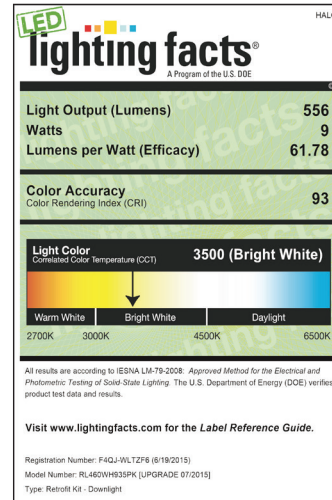 LED
HALO
lighting facts®
A Program of the U.S. DOE
Light Output (Lumens) 556
Watts 9
Lumens per Watt (Efficacy) 61.78
Color Accuracy 93
Color Rendering Index (CRI)
Light Color 3500 (Bright White)
Correlated Color Temperature (CCT)
Warm White Bright White Daylight
2700K 3000K 4500K 6500K
All results are according to IESNA LM-79-2008: Approved Method for the Electrical and
Photometric Testing of Solid-State Lighting. The U.S. Department of Energy (DOE) verifies
product test data and results.
Visit www.lightingfacts.com for the Label Reference Guide.
Registration Number: F4QJ-WLTZF6 (6/19/2015)
Model Number: RL460WH935PK [UPGRADE 07/2015]
Type: Retrofit Kit - Downlight